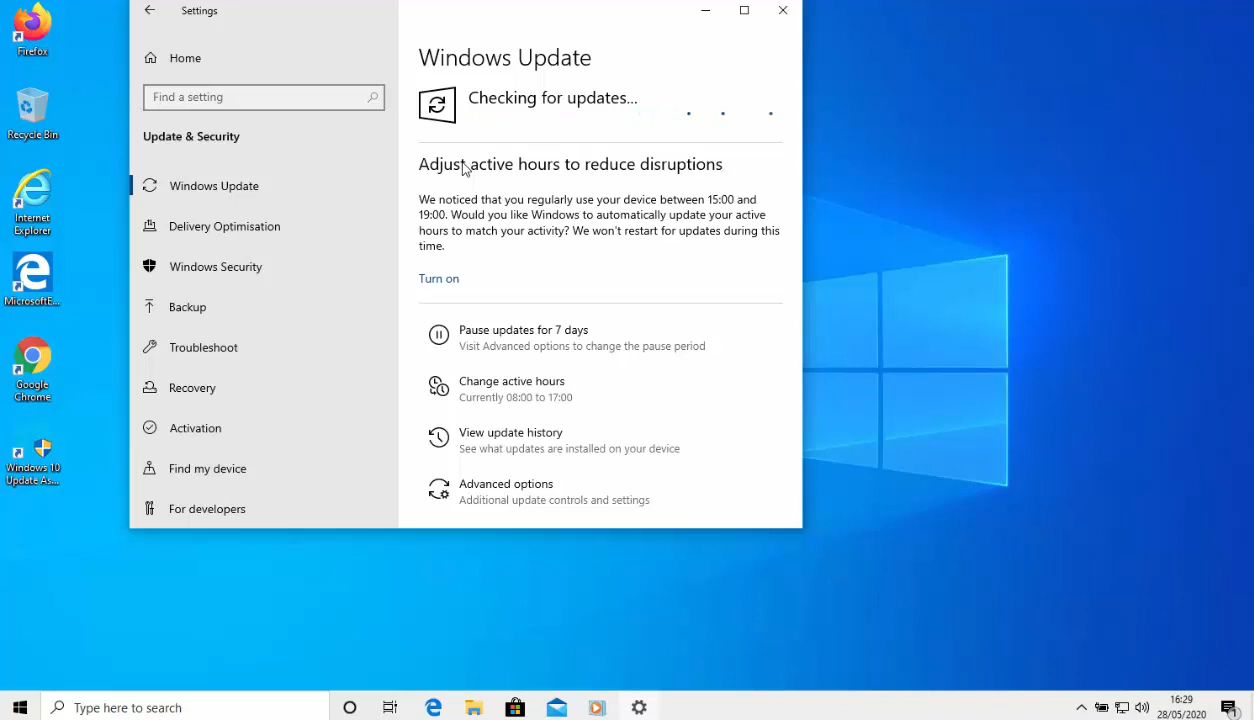 Settings
Home
Find a setting
Update & Security
Windows Update
Delivery Optimisation
Windows Security
Backup
Troubleshoot
Recovery
Activation
Find my device
For developers
Windows Update
Checking for updates...
Adjust active hours to reduce disruptions
We noticed that you regularly use your device between 15:00 and
19:00. Would you like Windows to automatically update your active
hours to match your activity? We won't restart for updates during this
time.
Turn on
Pause updates for 7 days
Visit Advanced options to change the pause period
Change active hours
Currently 08:00 to 17:00
View update history
See what updates are installed on your device
Advanced options
Additional update controls and settings
Firefox
Recycle Bin
Internet
Explorer
MicrosoftE...
Google
Chrome
Windows 10
Update As...
Type here to search
16:29
28/05/2020
1